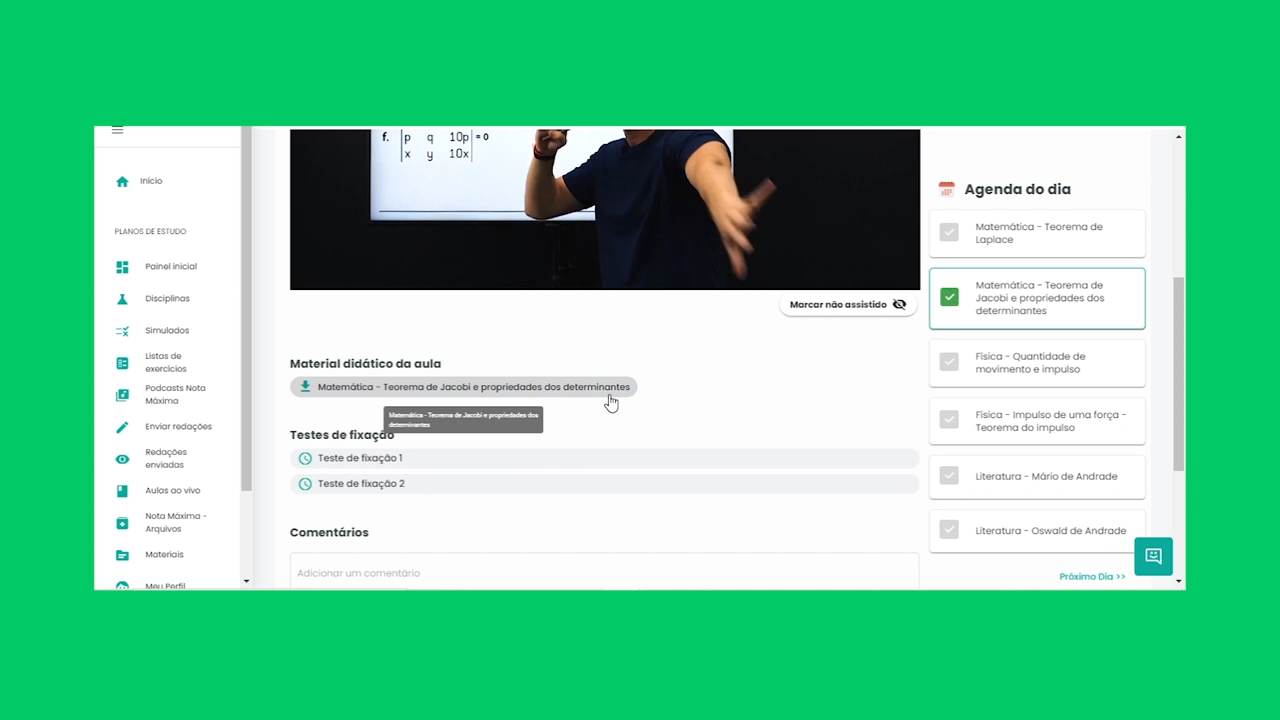 Início
PLANOS DE ESTUDO
Painel inicial
Disciplinas
Simulados
Listas de
exercícios
Podcasts Nota
Máxima
Enviar redações
Redações
enviadas
Aulas ao vivo
Nota Máxima -
Arquivos
Materiais
Meu Perfil
f. |p q 10p| = 0
|x y 10x|
Marcar não assistido
Material didático da aula
Matemática - Teorema de Jacobi e propriedades dos determinantes
Matemática - Teorema de Jacobi e propriedades dos
determinantes
Testes de fixação
Teste de fixação 1
Teste de fixação 2
Comentários
Adicionar um comentário
Agenda do dia
Matemática - Teorema de
Laplace
Matemática - Teorema de
Jacobi e propriedades dos
determinantes
Física - Quantidade de
movimento e impulso
Física - Impulso de uma força -
Teorema do impulso
Literatura - Mário de Andrade
Literatura - Oswald de Andrade
Próximo Dia >>